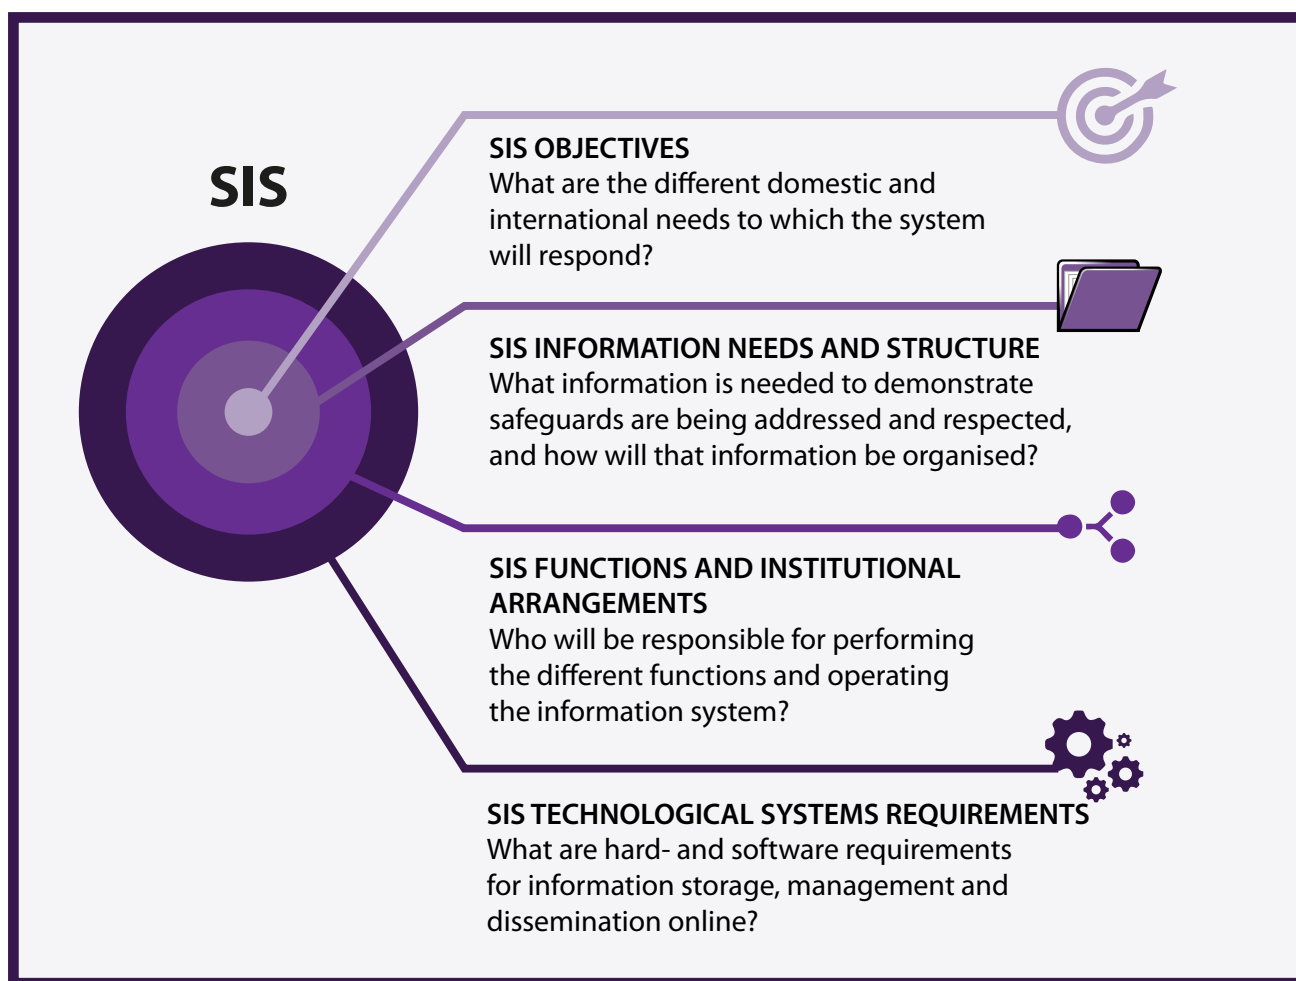 SIS
SIS OBJECTIVES
What are the different domestic and
international needs to which the system
will respond?
SIS INFORMATION NEEDS AND STRUCTURE
What information is needed to demonstrate
safeguards are being addressed and respected,
and how will that information be organised?
SIS FUNCTIONS AND INSTITUTIONAL
ARRANGEMENTS
Who will be responsible for performing
the different functions and operating
the information system?
SIS TECHNOLOGICAL SYSTEMS REQUIREMENTS
What are hard- and software requirements
for information storage, management and
dissemination online?